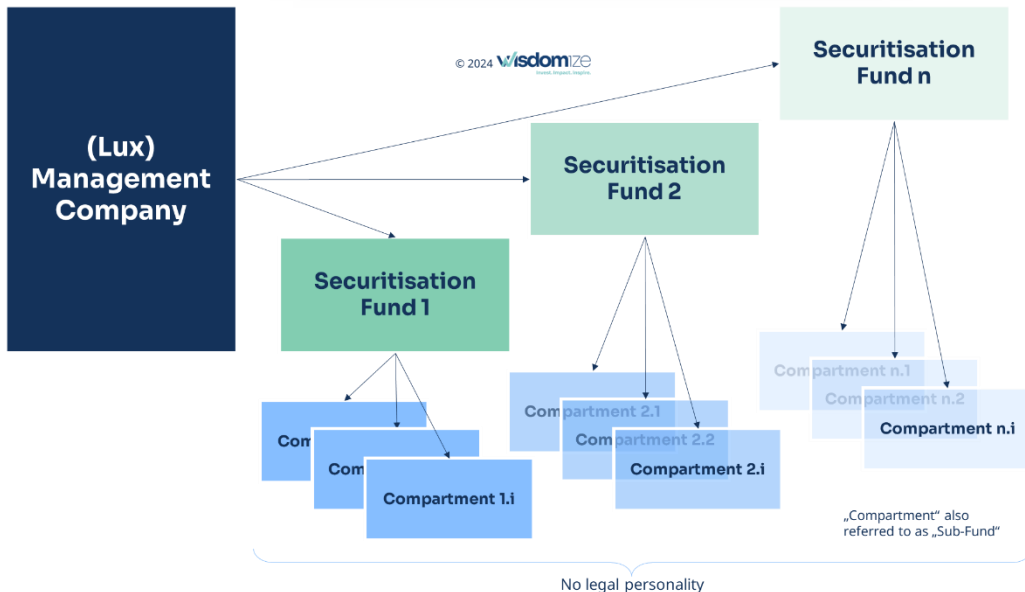 © 2024 wisdomize
Invest. Impact. Inspire.
Securitisation
Fund n
(Lux)
Management
Company
Securitisation
Fund 2
Securitisation
Fund 1
Compartment n.1
Compartment n.2
Compartment n.i
Compartment 2.1
Compartment 2.2
Compartment 2.i
Com
Com
Compartment 1.i
„Compartment“ also
referred to as „Sub-Fund“
No legal personality